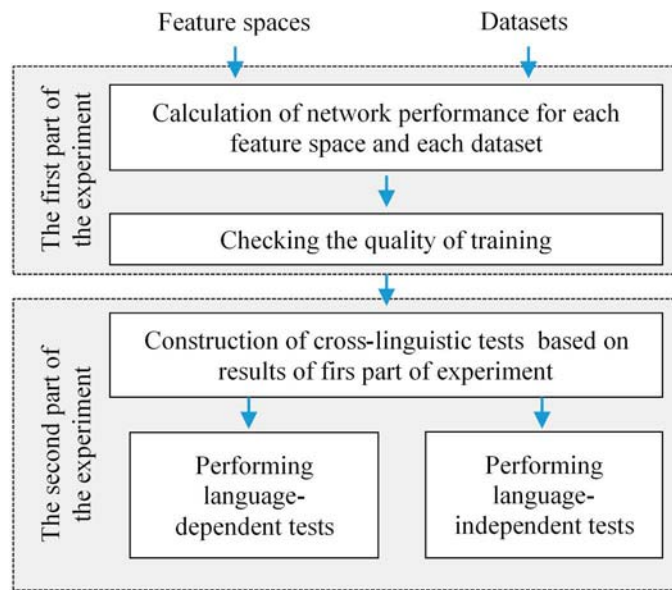 Feature spaces
Datasets
The first part of
the experiment
Calculation of network performance for each
feature space and each dataset
Checking the quality of training
The second part of
the experiment
Construction of cross-linguistic tests based on
results of firs part of experiment
Performing
language-
dependent tests
Performing
language-
independent tests